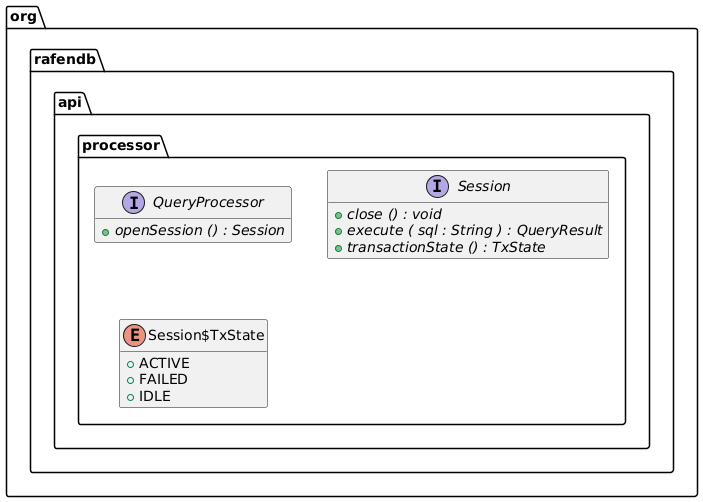 org
rafendb
api
processor
I QueryProcessor
openSession () : Session
I Session
close () : void
execute ( sql : String ) : QueryResult
transactionState () : TxState
E Session$TxState
ACTIVE
FAILED
IDLE